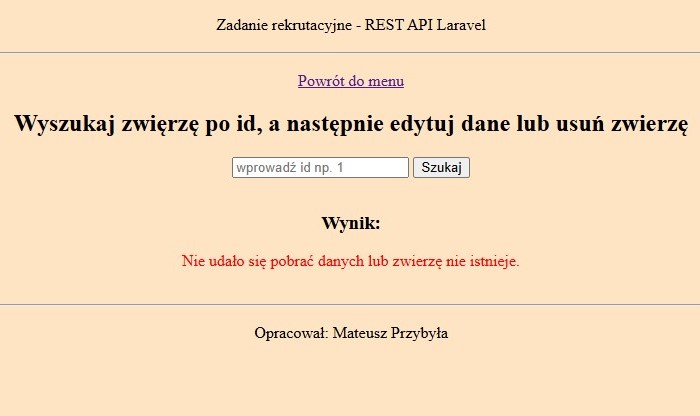 Zadanie rekrutacyjne - REST API Laravel
Powrót do menu
Wyszukaj zwięrzę po id, a następnie edytuj dane lub usuń zwierzę
wprowadź id np. 1 Szukaj
Wynik:
Nie udało się pobrać danych lub zwierzę nie istnieje.
Opracował: Mateusz Przybyła